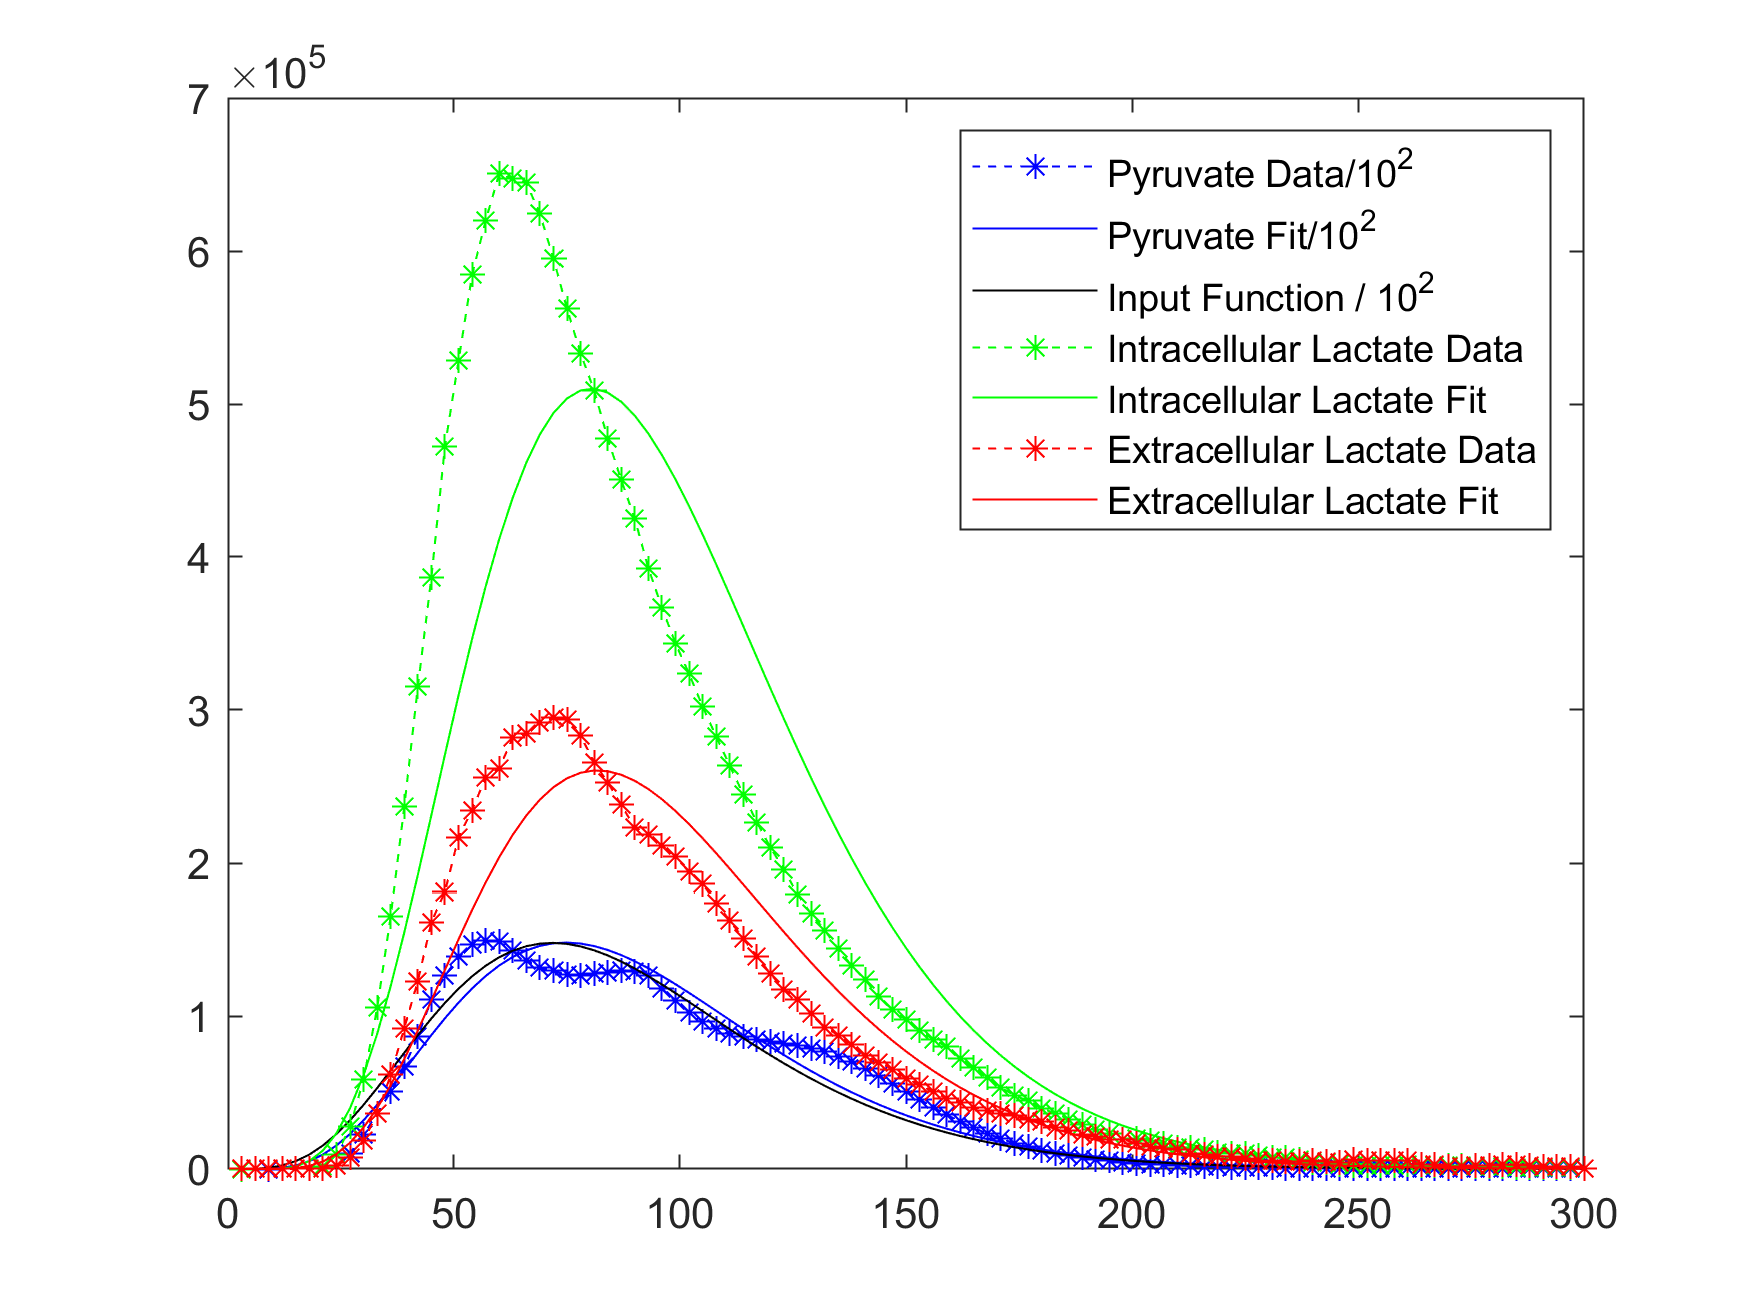 ×10^5
7
6
5
4
3
2
1
0
0 50 100 150 200 250 300
Pyruvate Data/10^2
Pyruvate Fit/10^2
Input Function / 10^2
Intracellular Lactate Data
Intracellular Lactate Fit
Extracellular Lactate Data
Extracellular Lactate Fit